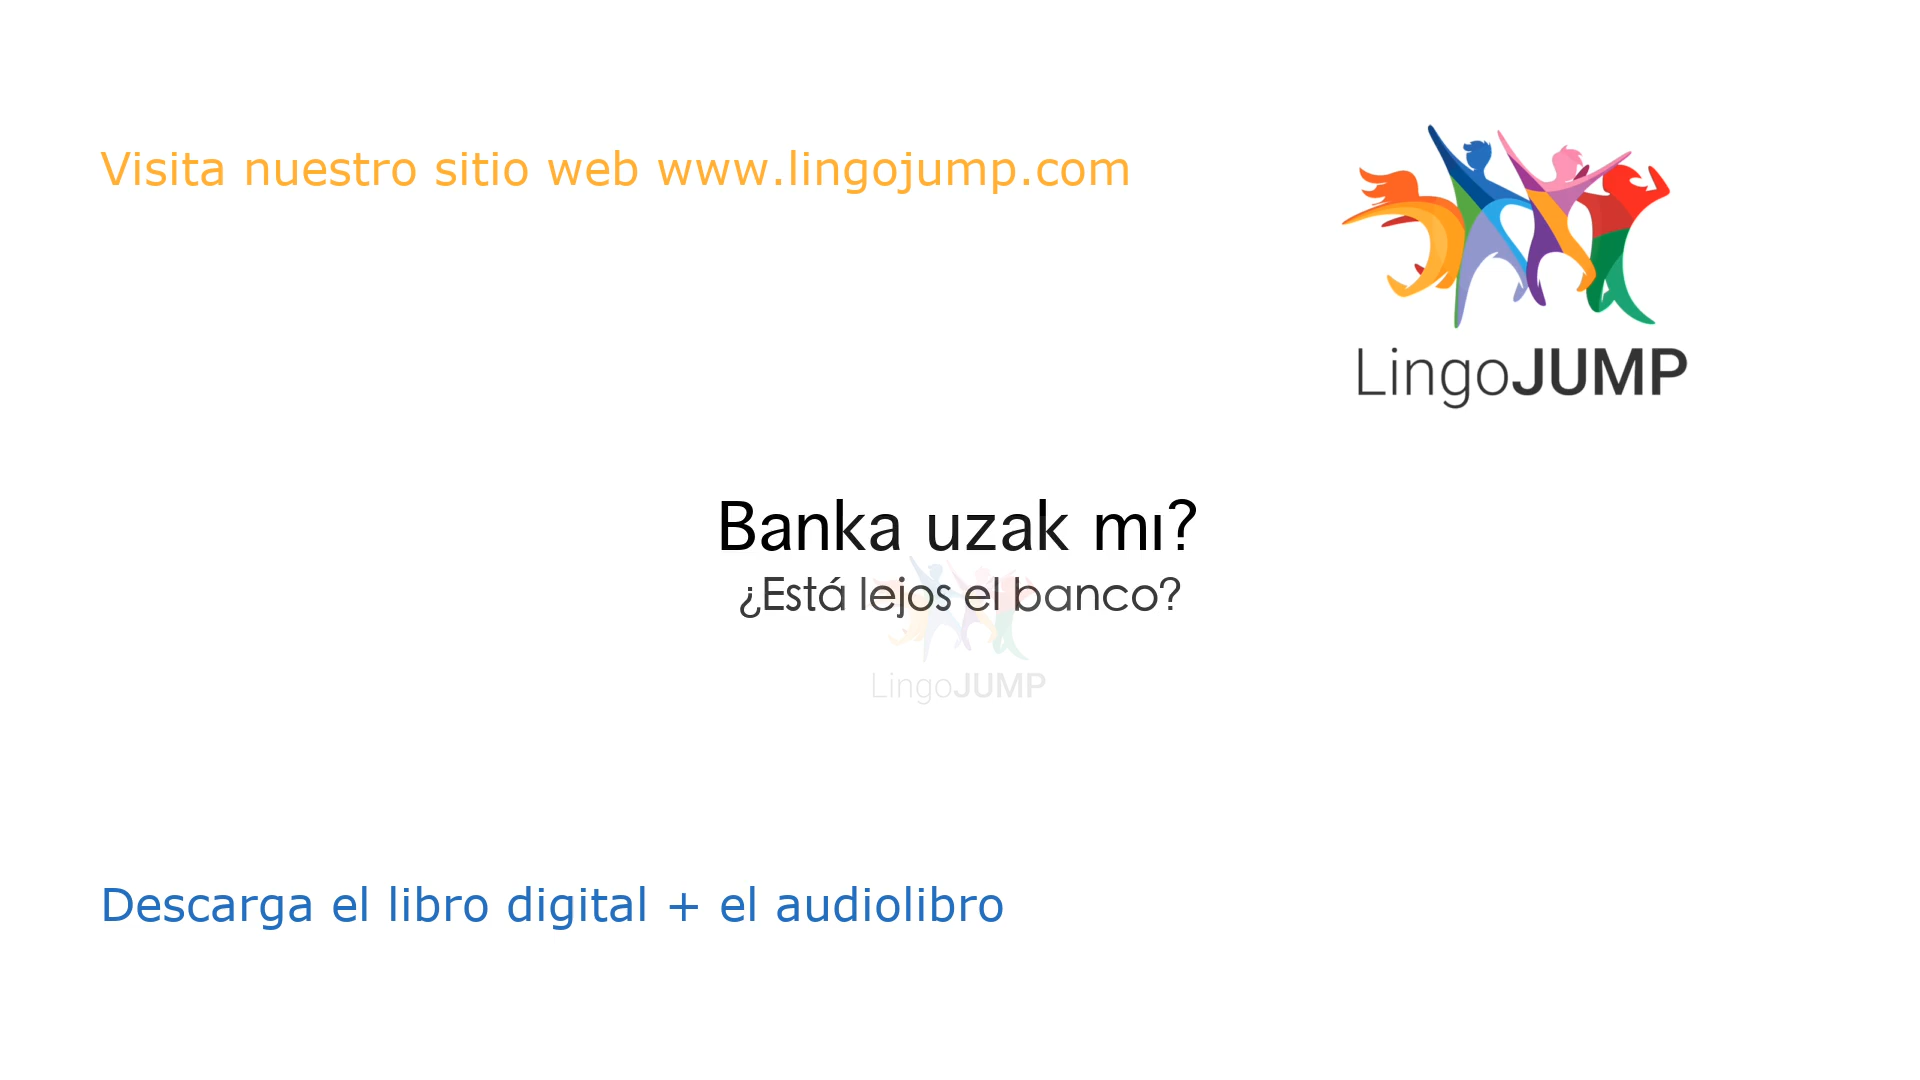 Visita nuestro sitio web www.lingojump.com
LingoJUMP
Banka uzak mı?
¿Está lejos el banco?
LingoJUMP
Descarga el libro digital + el audiolibro